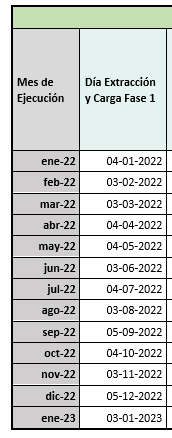 Mes de
Ejecución
Día Extracción
y Carga Fase 1
ene-22 04-01-2022
feb-22 03-02-2022
mar-22 03-03-2022
abr-22 04-04-2022
may-22 04-05-2022
jun-22 03-06-2022
jul-22 04-07-2022
ago-22 03-08-2022
sep-22 05-09-2022
oct-22 04-10-2022
nov-22 03-11-2022
dic-22 05-12-2022
ene-23 03-01-2023